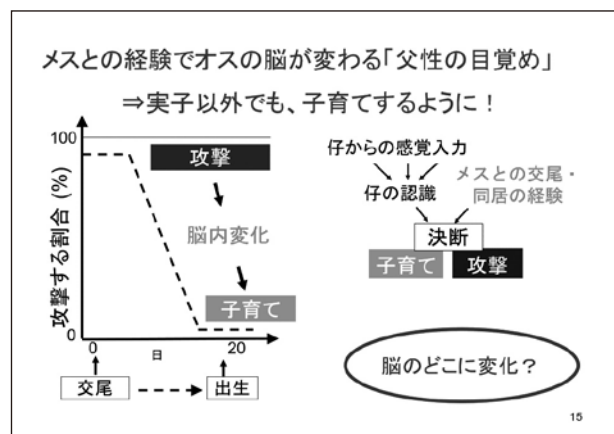 メスとの経験でオスの脳が変わる「父性の目覚め」
⇒実子以外でも、子育てするように！
攻撃する割合 (%)
100
0
攻撃
脳内変化
子育て
0
日
20
交尾
出生
仔からの感覚入力
仔の認識
メスとの交尾・
同居の経験
決断
子育て
攻撃
脳のどこに変化？
15